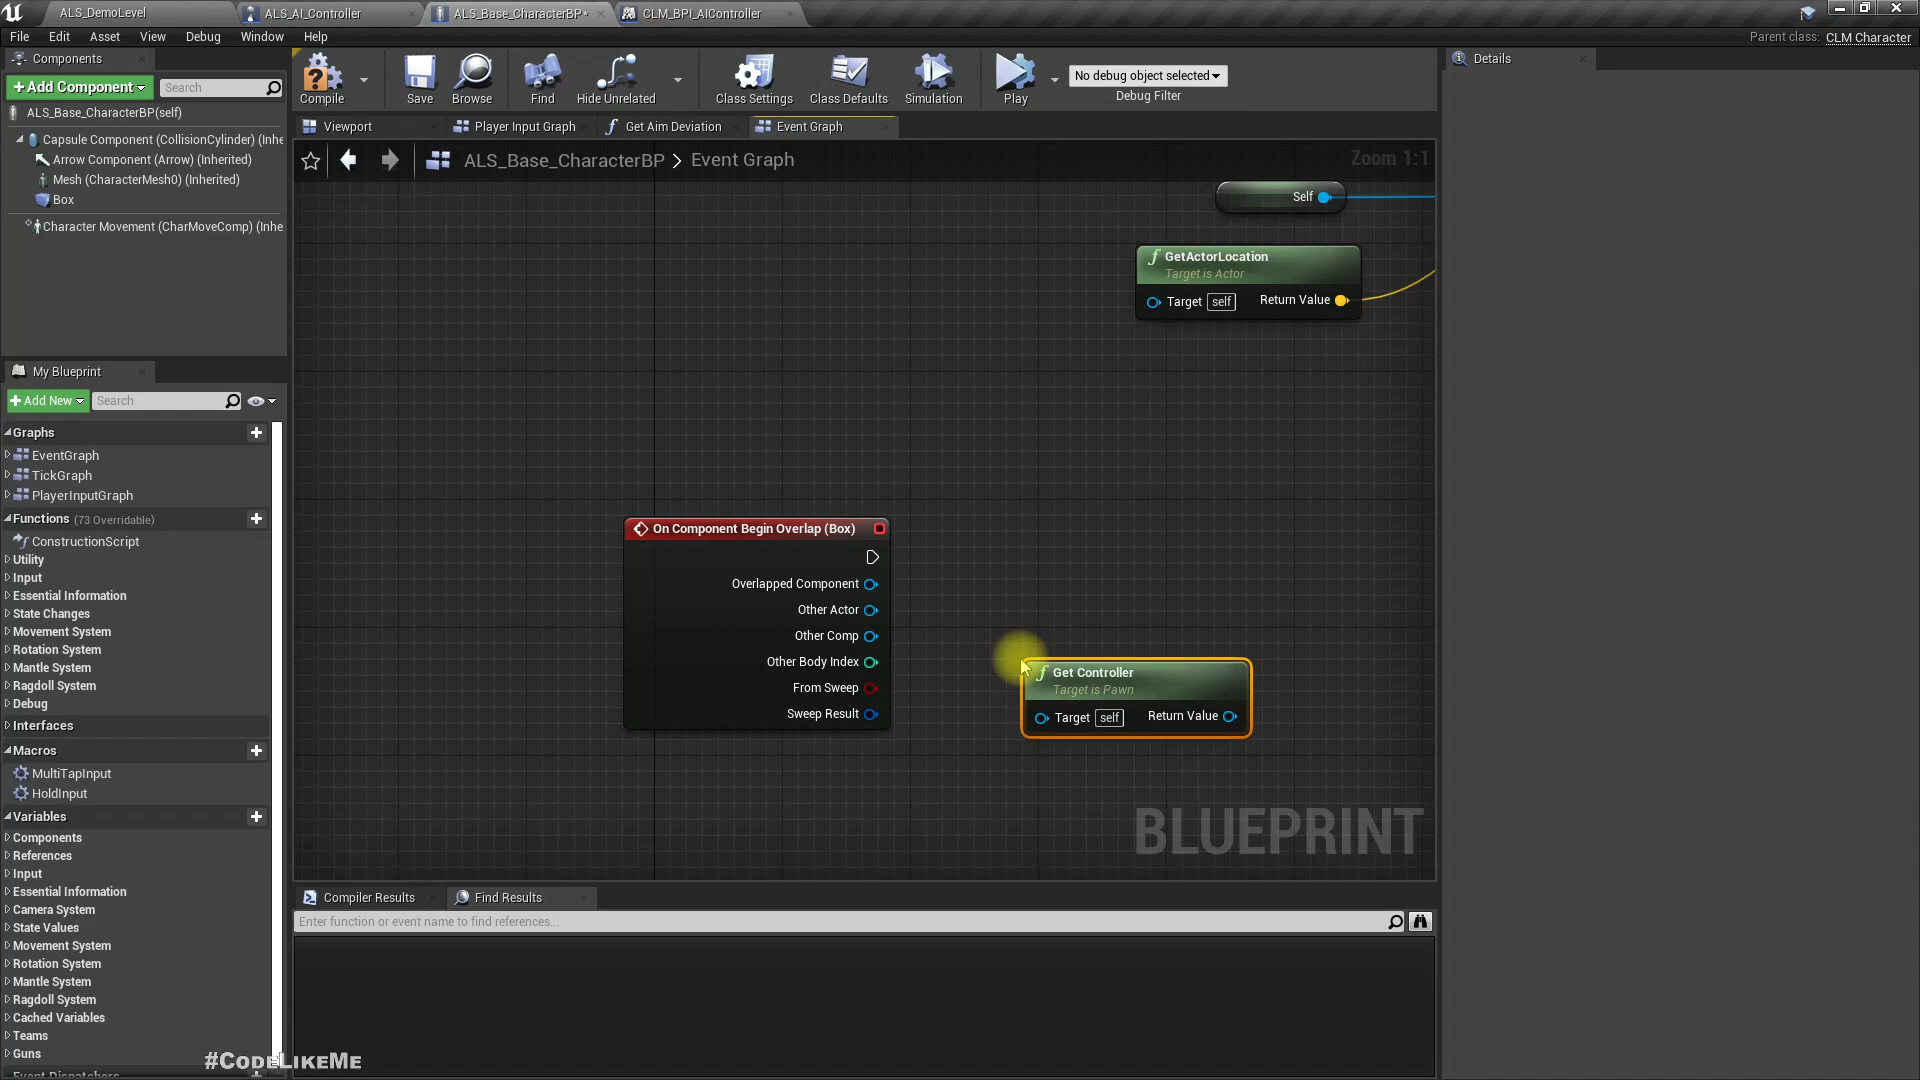 ALS_DemoLevel
ALS_AI_Controller
ALS_Base_CharacterBP*
CLM_BPI_AIController
File Edit Asset View Debug Window Help
Parent class: CLM Character
Components
+Add Component
Search
ALS_Base_CharacterBP(self)
Capsule Component (CollisionCylinder) (Inhe
Arrow Component (Arrow) (Inherited)
Mesh (CharacterMesh0) (Inherited)
Box
Character Movement (CharMoveComp) (Inhe
Compile
Save
Browse
Find
Hide Unrelated
Class Settings
Class Defaults
Simulation
Play
No debug object selected
Debug Filter
Details
Viewport
Player Input Graph
Get Aim Deviation
Event Graph
ALS_Base_CharacterBP > Event Graph
Zoom 1:1
Self
GetActorLocation
Target is Actor
Target self
Return Value
On Component Begin Overlap (Box)
Overlapped Component
Other Actor
Other Comp
Other Body Index
From Sweep
Sweep Result
Get Controller
Target is Pawn
Target self
Return Value
BLUEPRINT
My Blueprint
+Add New
Search
Graphs
EventGraph
TickGraph
PlayerInputGraph
Functions (73 Overridable)
ConstructionScript
Utility
Input
Essential Information
State Changes
Movement System
Rotation System
Mantle System
Ragdoll System
Debug
Interfaces
Macros
MultiTapInput
HoldInput
Variables
Components
References
Input
Essential Information
Camera System
State Values
Movement System
Rotation System
Mantle System
Ragdoll System
Cached Variables
Teams
Guns
Event Dispatchers
#CodeLikeMe
Compiler Results
Find Results
Enter function or event name to find references...